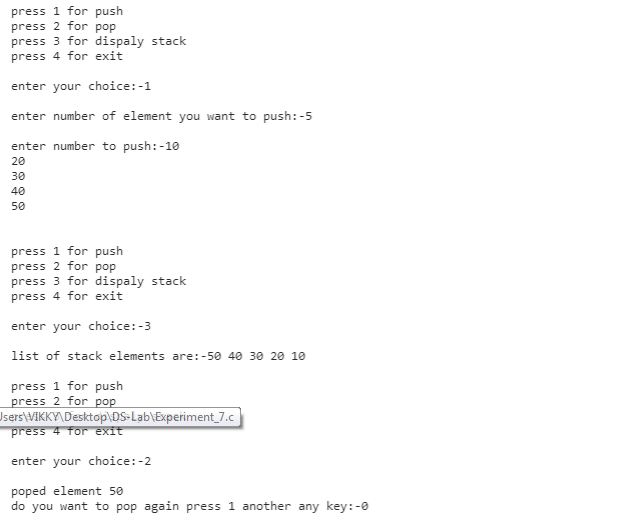 press 1 for push
press 2 for pop
press 3 for dispaly stack
press 4 for exit
enter your choice:-1
enter number of element you want to push:-5
enter number to push:-10
20
30
40
50
press 1 for push
press 2 for pop
press 3 for dispaly stack
press 4 for exit
enter your choice:-3
list of stack elements are:-50 40 30 20 10
press 1 for push
press 2 for pop
\VIKKY\Desktop\DS-Lab\Experiment_7.c
press 4 for exit
enter your choice:-2
poped element 50
do you want to pop again press 1 another any key:-0